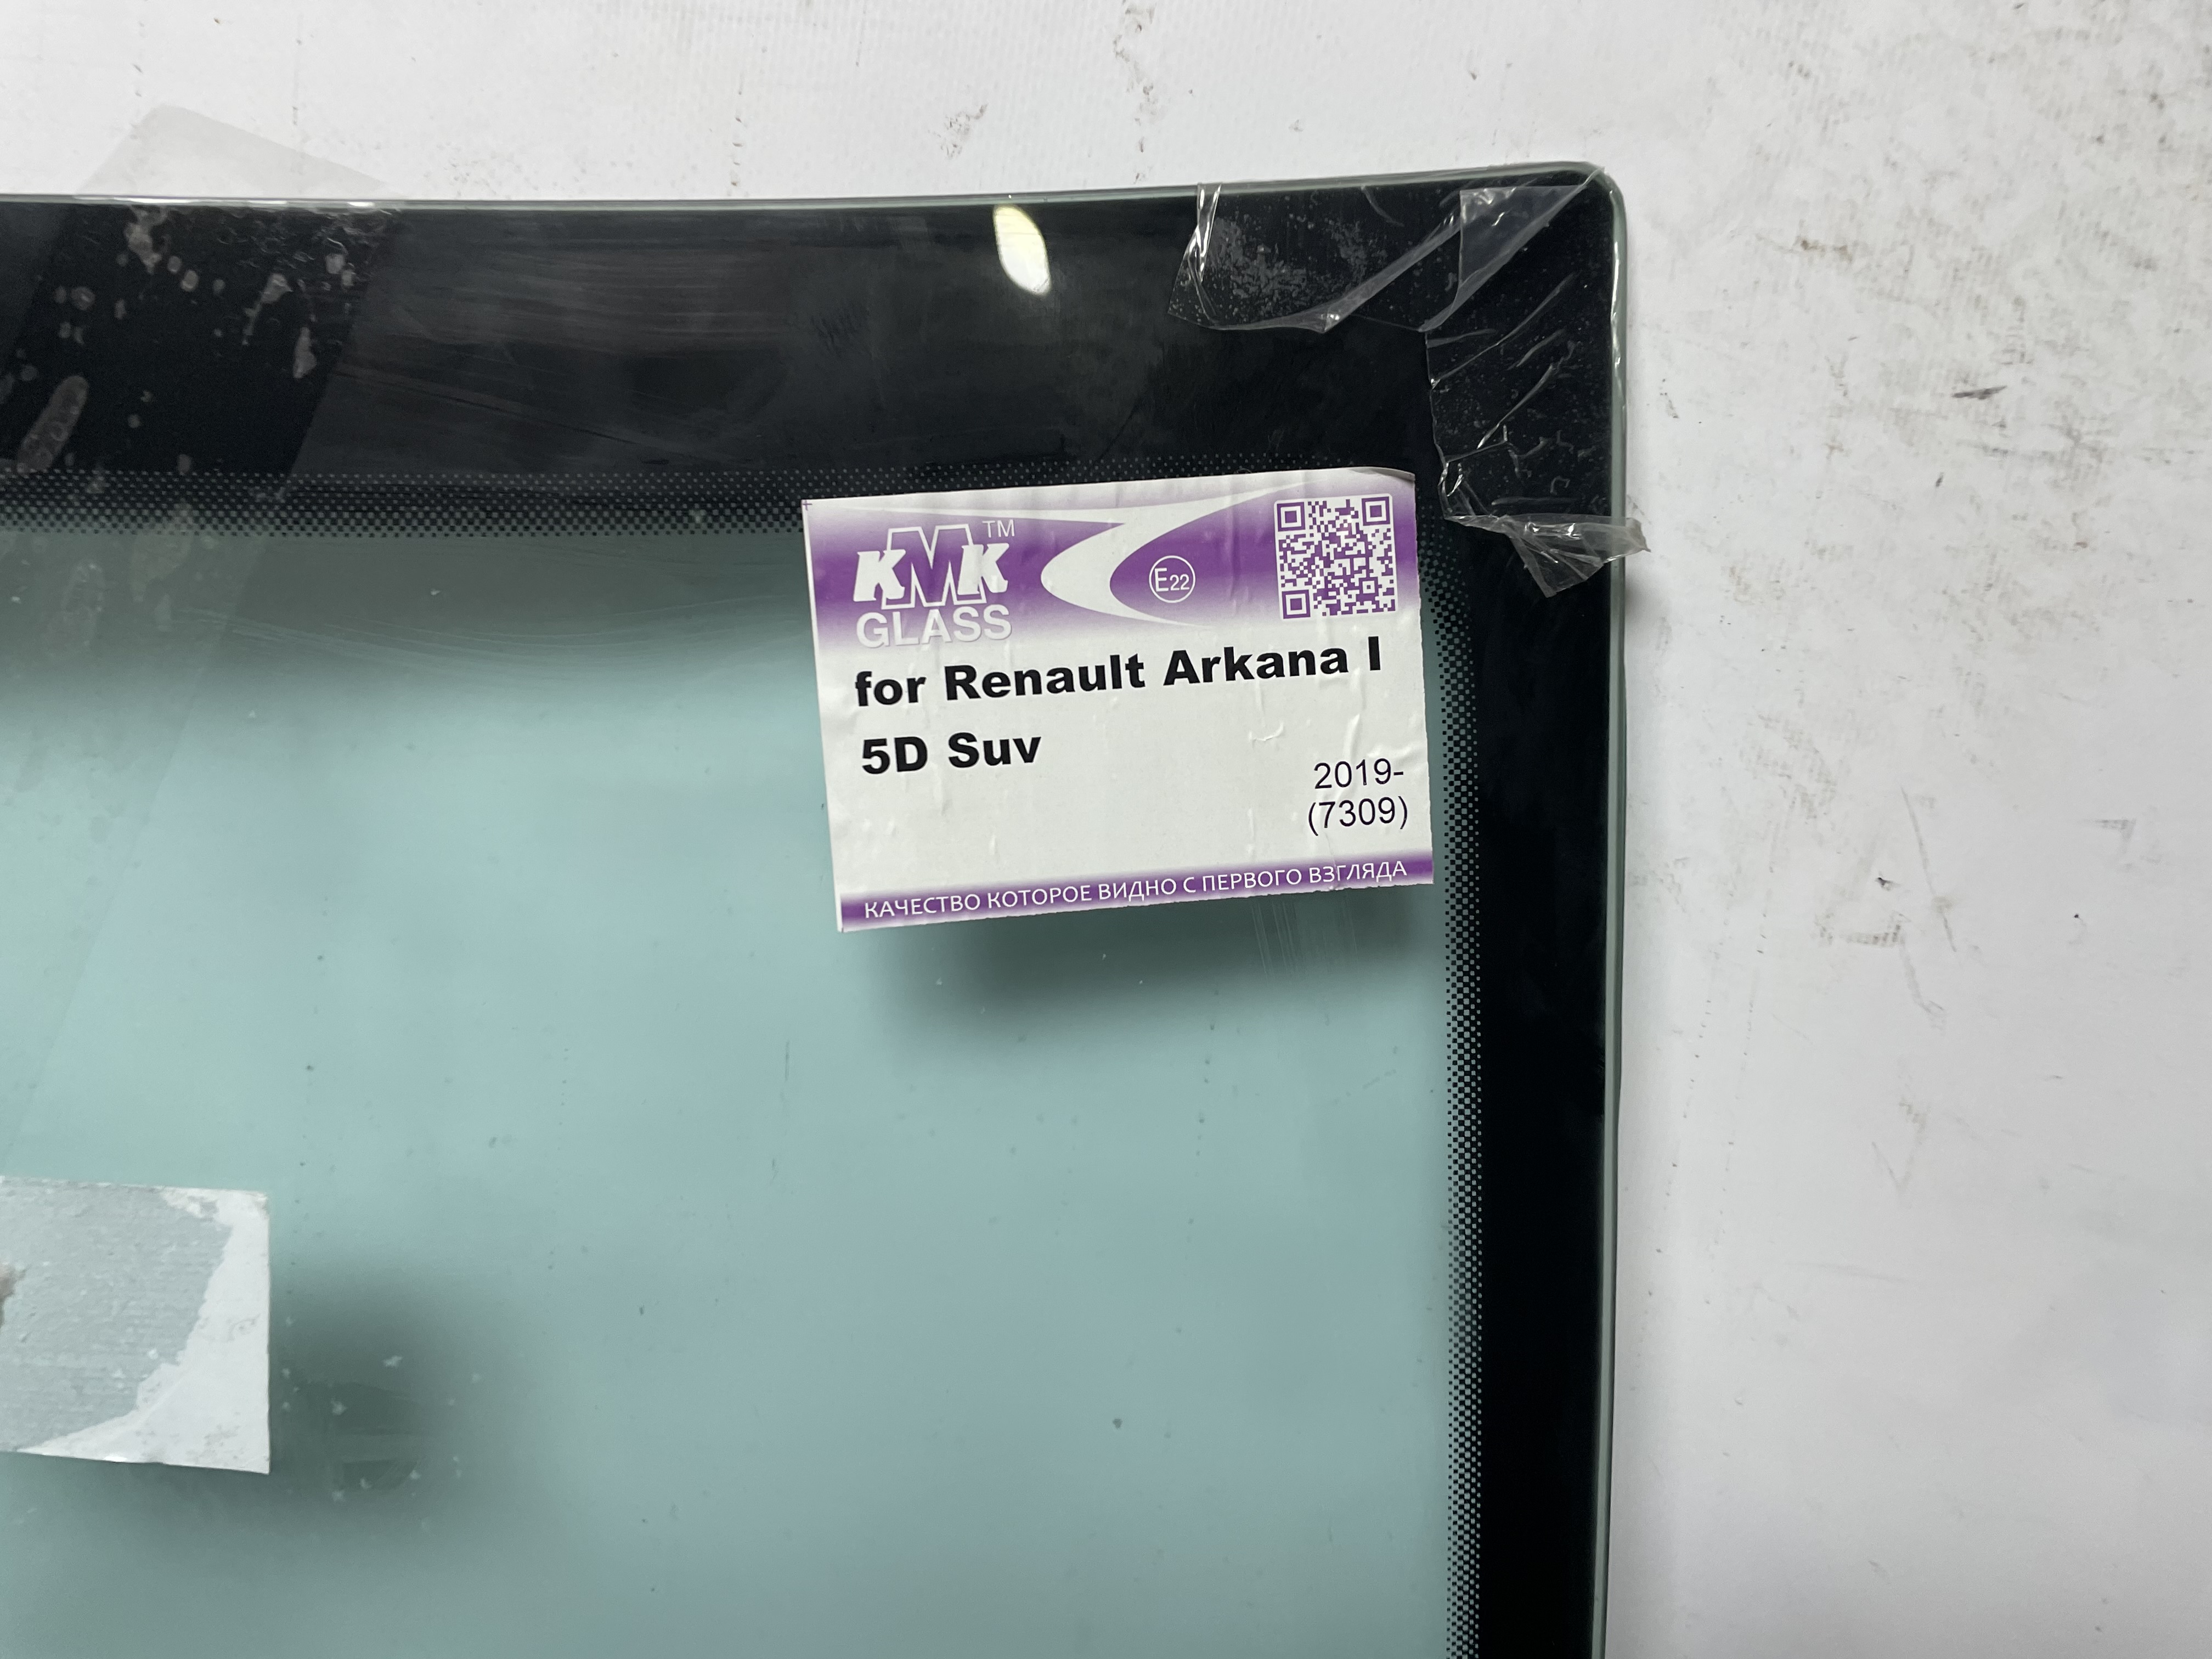 KMK TM
GLASS
E22
for Renault Arkana I
5D Suv
2019-
(7309)
КАЧЕСТВО КОТОРОЕ ВИДНО С ПЕРВОГО ВЗГЛЯДА